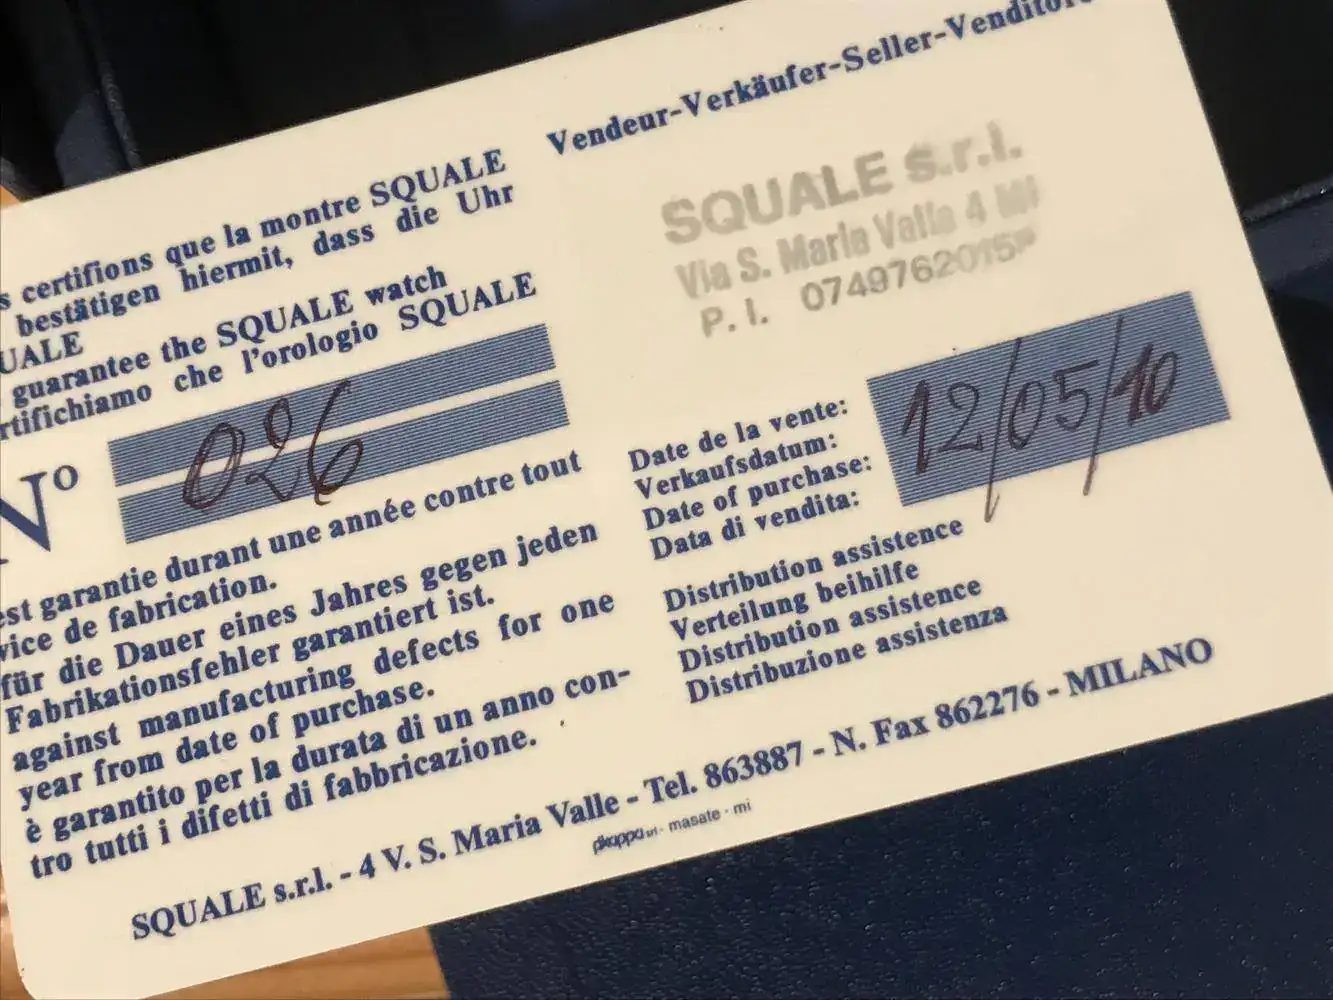 certifions que la montre SQUALE
bestätigen hiermit, dass die Uhr
guarantee the SQUALE watch
che l'orologio SQUALE
Nº 026
est garantie durant une année contre tout
de fabrication.
für die Dauer eines Jahres gegen jeden
Fabrikationsfehler garantiert ist.
against manufacturing defects for one
year from date of purchase.
è garantito per la durata di un anno con-
tro tutti i difetti di fabbricazione.
Vendeur-Verkäufer-Seller-Venditore
SQUALE s.r.l.
Via S. Maria Valle 4 MI
P. I. 0749762015
Date de la vente:
Verkaufsdatum:
Date of purchase:
Data di vendita:
12/05/10
Distribution assistence
Verteilung beihilfe
Distribution assistence
Distribuzione assistenza
SQUALE s.r.l. - 4 V. S. Maria Valle - Tel. 863887 - N. Fax 862276 - MILANO
masate - mi